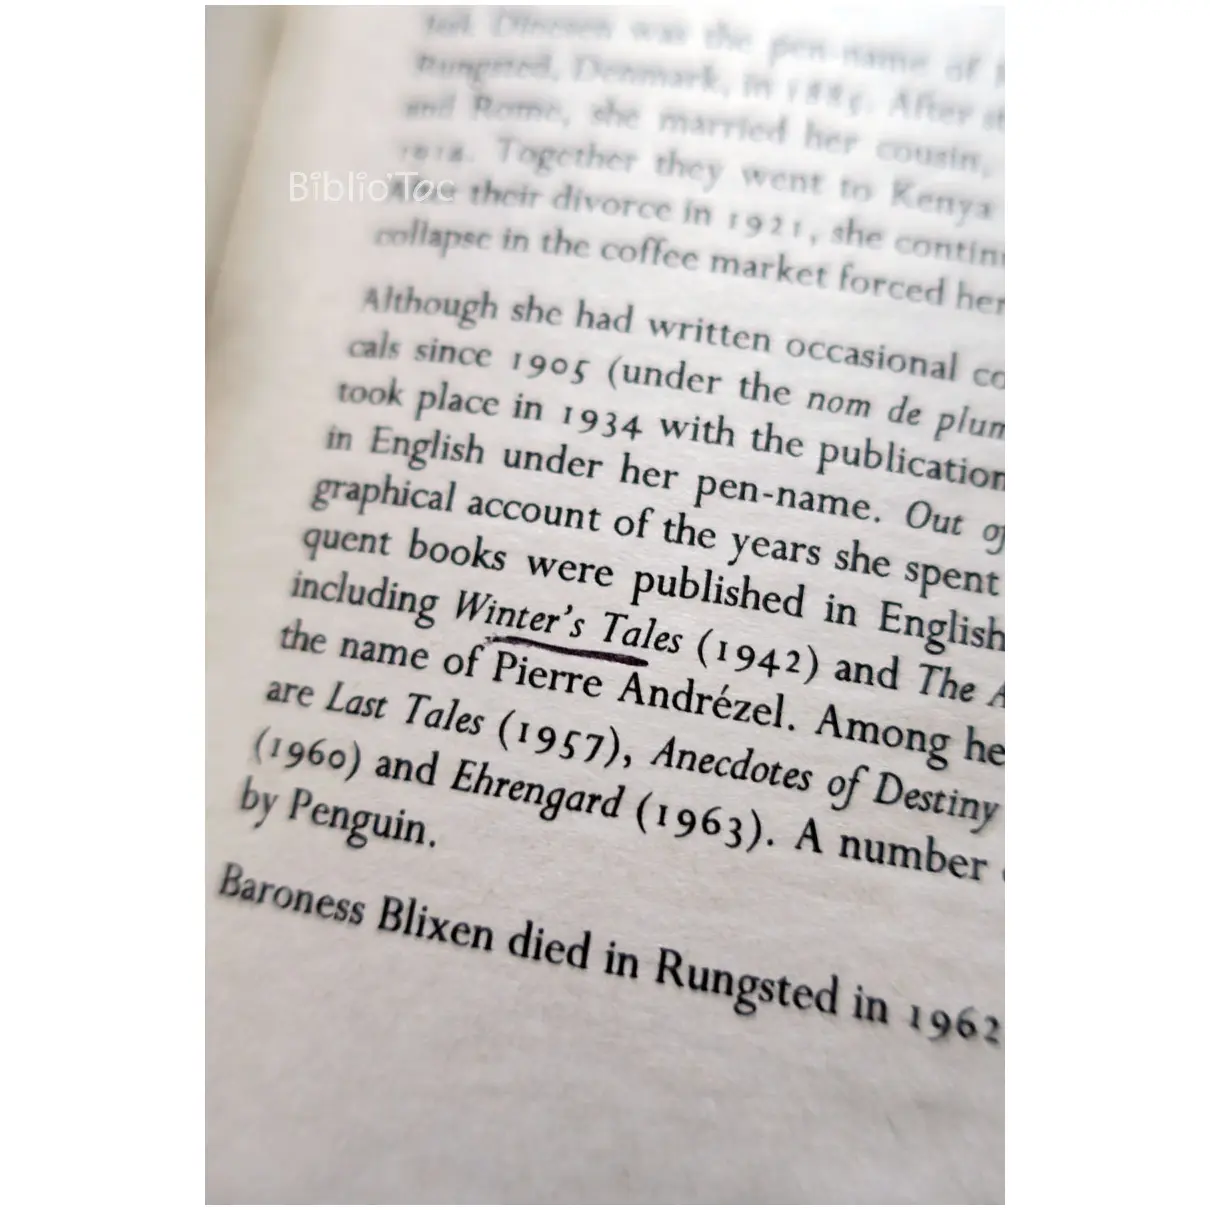 Dinesen was the pen-name of
Rungsted, Denmark, in 1885. After
and Rome, she married her cousin,
Together they went to Kenya
BiblioToc
their divorce in 1921, she contin
collapse in the coffee market forced her
Although she had written occasional co
cals since 1905 (under the nom de plum
took place in 1934 with the publication
in English under her pen-name. Out of
graphical account of the years she spent
quent books were published in English
including Winter's Tales (1942) and The A
the name of Pierre Andrézel. Among he
are Last Tales (1957), Anecdotes of Destiny
(1960) and Ehrengard (1963). A number
by Penguin.
Baroness Blixen died in Rungsted in 1962